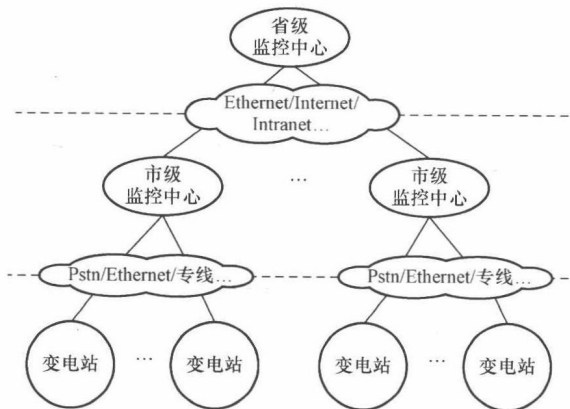 省级
监控中心
Ethernet/Internet/
Intranet...
市级
监控中心
...
市级
监控中心
Pstn/Ethernet/专线...
Pstn/Ethernet/专线...
变电站
...
变电站
变电站
...
变电站